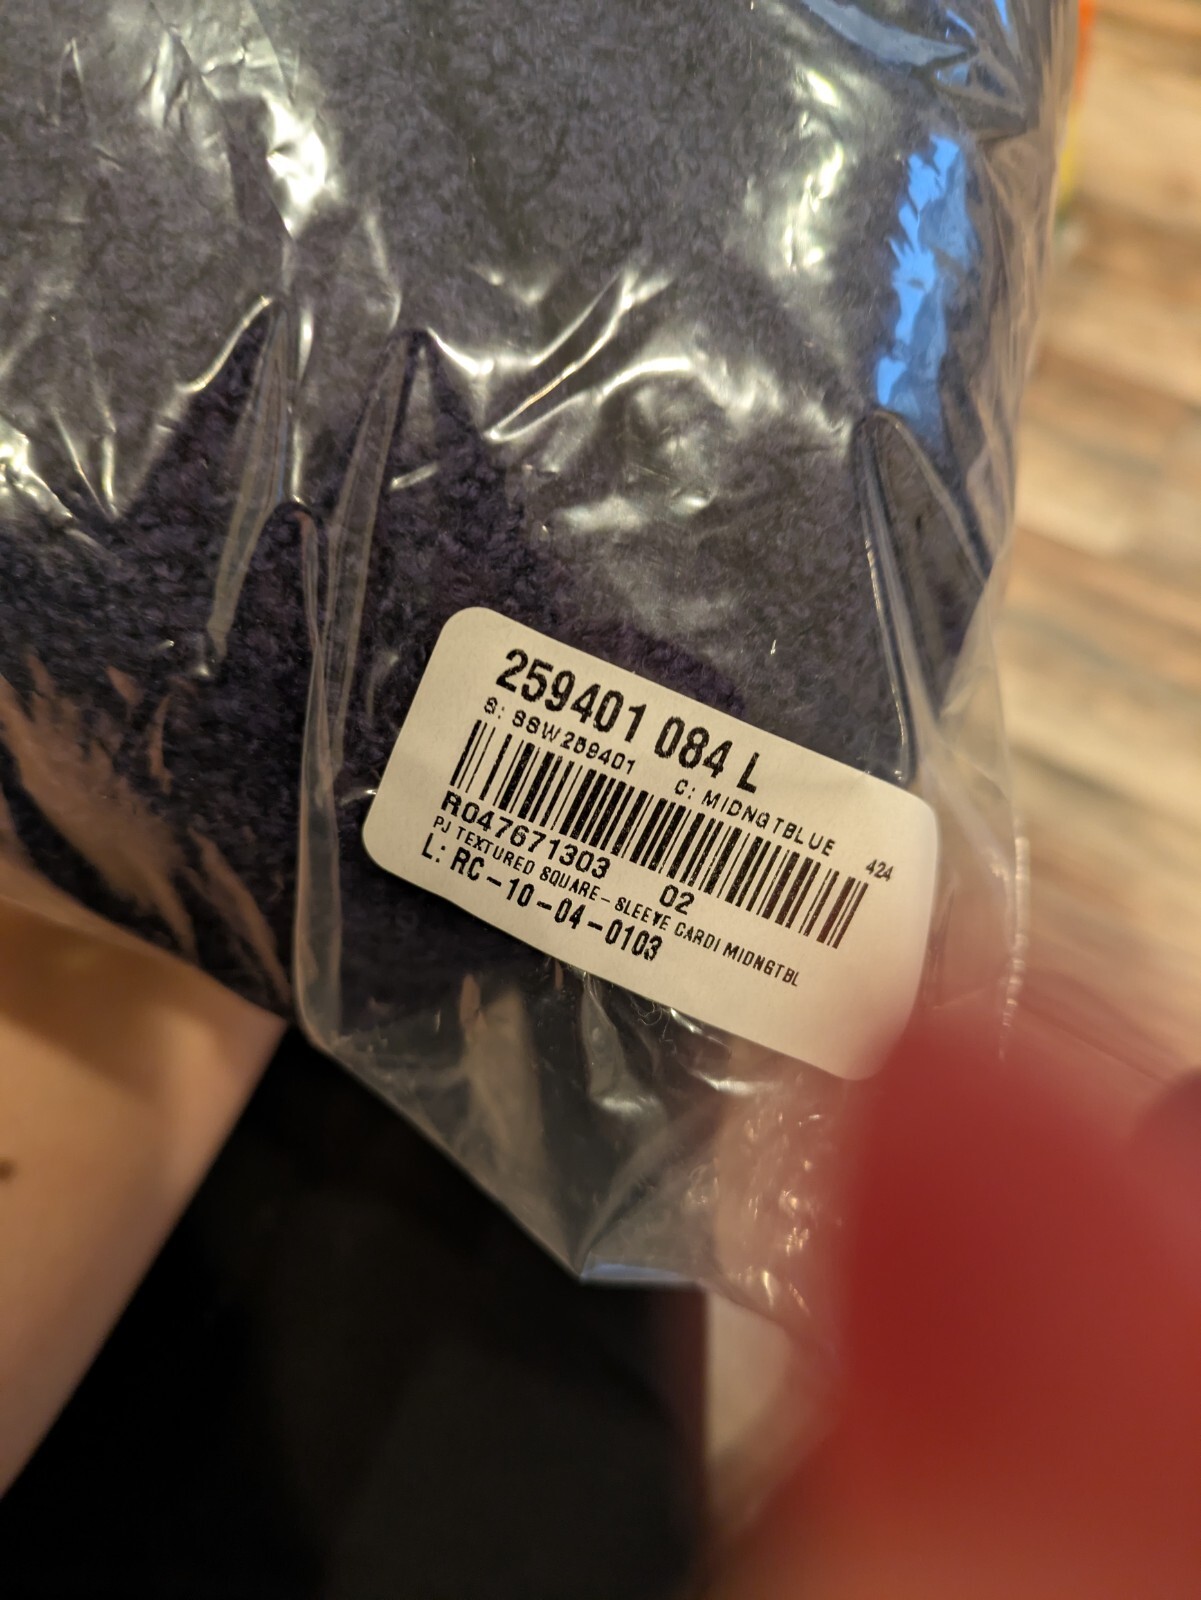 259401 084 L
S: SSW259401 C: MIDNGTBLUE
424
R047671303 02
PJ TEXTURED SQUARE-SLEEVE CARDI MIDNGTBL
L: RC-10-04-0103